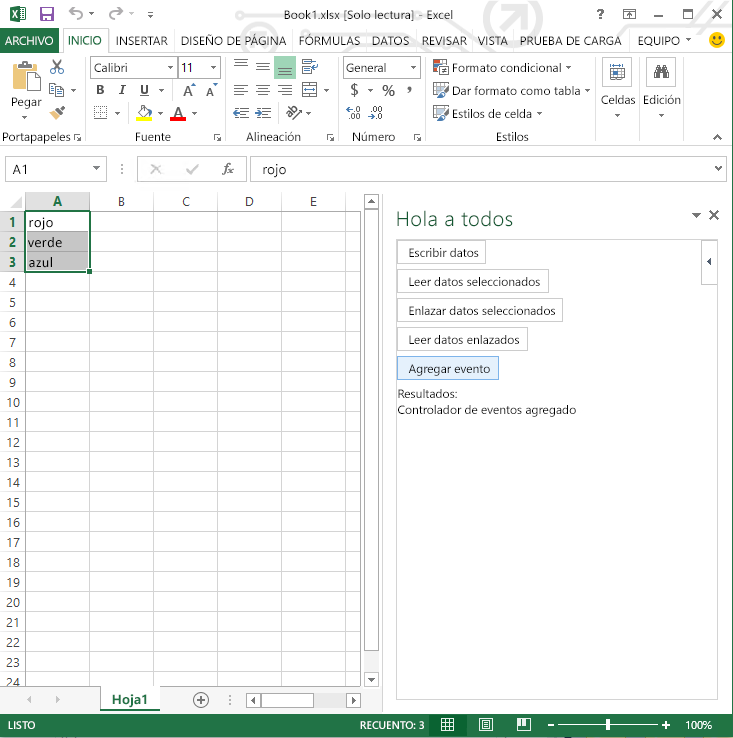 Book1.xlsx [Solo lectura] - Excel
ARCHIVO INICIO INSERTAR DISEÑO DE PÁGINA FÓRMULAS DATOS REVISAR VISTA PRUEBA DE CARGA EQUIPO
Pegar
Calibri 11
General
Formato condicional
Dar formato como tabla
Estilos de celda
Celdas
Edición
N K S A A
$ % ,
Portapapeles Fuente Alineación Número Estilos
A1 fx rojo
A B C D E
1 rojo
2 verde
3 azul
4
5
6
7
8
9
10
11
12
13
14
15
16
17
18
19
20
21
22
23
24
Hola a todos
Escribir datos
Leer datos seleccionados
Enlazar datos seleccionados
Leer datos enlazados
Agregar evento
Resultados:
Controlador de eventos agregado
Hoja1
LISTO RECUENTO: 3 100%